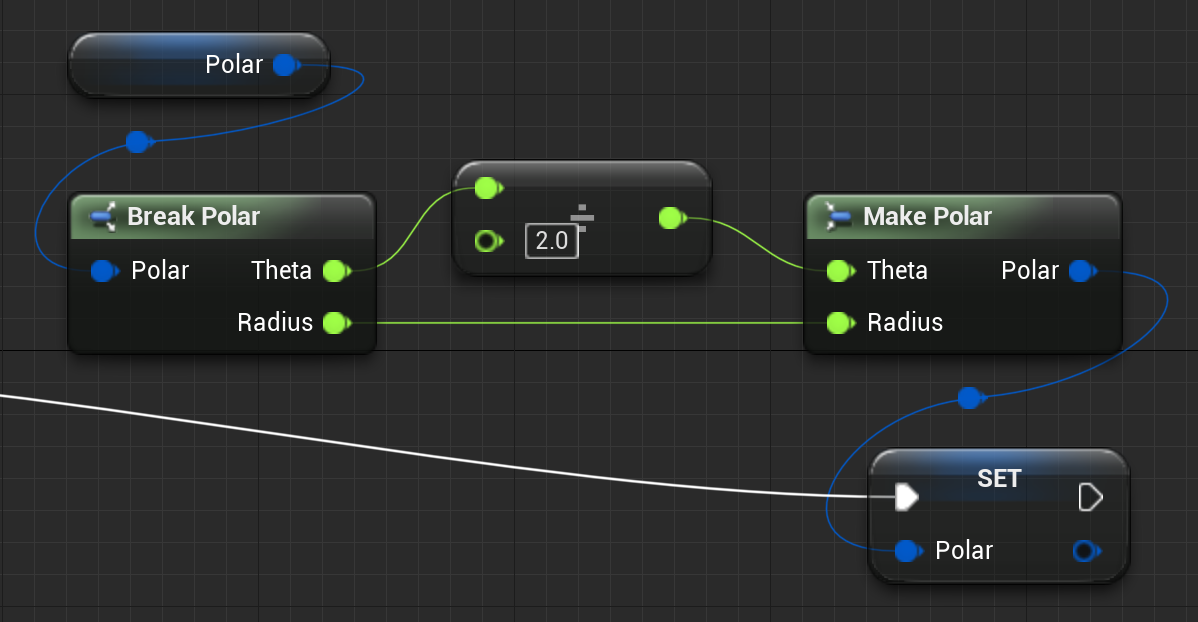 Polar
Break Polar
Polar Theta
Radius
÷
2.0
Make Polar
Theta Polar
Radius
SET
Polar